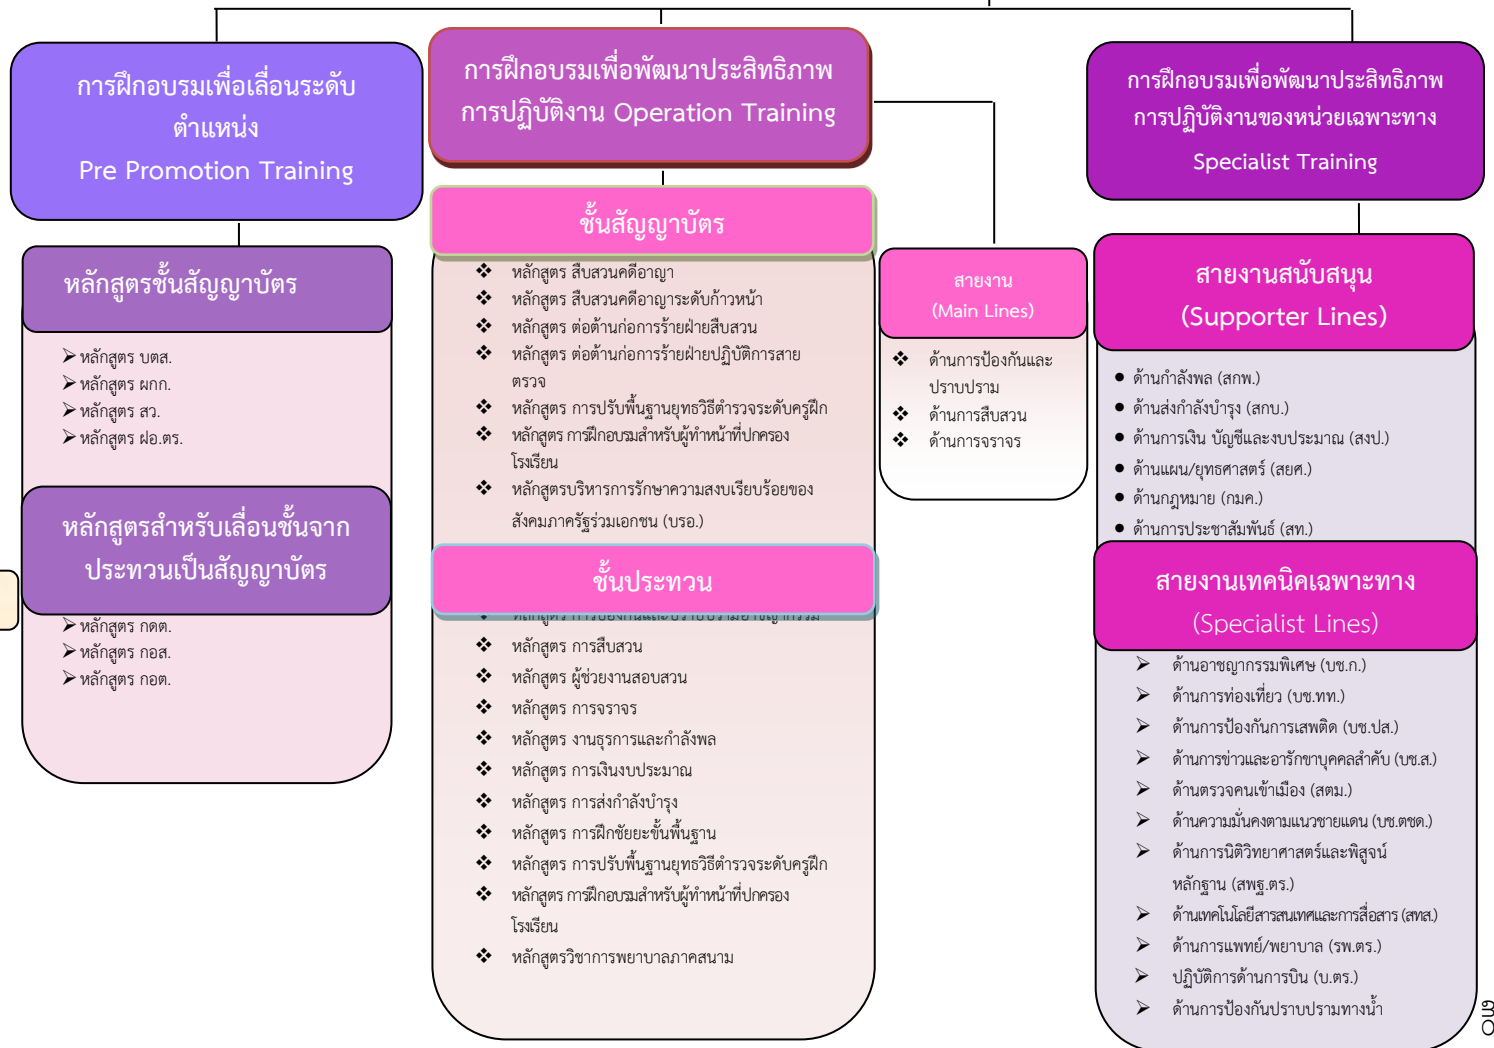 การฝึกอบรมเพื่อเลื่อนระดับ
ตำแหน่ง
Pre Promotion Training
หลักสูตรชั้นสัญญาบัตร
หลักสูตร บตส.
หลักสูตร ผกก.
หลักสูตร สว.
หลักสูตร ฝอ.ตร.
หลักสูตรสำหรับเลื่อนชั้นจาก
ประทวนเป็นสัญญาบัตร
หลักสูตร กดต.
หลักสูตร กอส.
หลักสูตร กอต.
การฝึกอบรมเพื่อพัฒนาประสิทธิภาพ
การปฏิบัติงาน Operation Training
ชั้นสัญญาบัตร
หลักสูตร สืบสวนคดีอาญา
หลักสูตร สืบสวนคดีอาญาระดับก้าวหน้า
หลักสูตร ต่อต้านก่อการร้ายฝ่ายสืบสวน
หลักสูตร ต่อต้านก่อการร้ายฝ่ายปฏิบัติการสาย
ตรวจ
หลักสูตร การปรับพื้นฐานยุทธวิธีตำรวจระดับครูฝึก
หลักสูตร การฝึกอบรมสำหรับผู้ทำหน้าที่ปกครอง
โรงเรียน
หลักสูตรบริหารการรักษาความสงบเรียบร้อยของ
สังคมภาครัฐร่วมเอกชน (บรอ.)
ชั้นประทวน
หลักสูตร การป้องกันและปราบปรามอาชญากรรม
หลักสูตร การสืบสวน
หลักสูตร ผู้ช่วยงานสอบสวน
หลักสูตร การจราจร
หลักสูตร งานธุรการและกำลังพล
หลักสูตร การเงินงบประมาณ
หลักสูตร การส่งกำลังบำรุง
หลักสูตร การฝึกชัยยะขั้นพื้นฐาน
หลักสูตร การปรับพื้นฐานยุทธวิธีตำรวจระดับครูฝึก
หลักสูตร การฝึกอบรมสำหรับผู้ทำหน้าที่ปกครอง
โรงเรียน
หลักสูตรวิชาการพยาบาลภาคสนาม
สายงาน
(Main Lines)
ด้านการป้องกันและ
ปราบปราม
ด้านการสืบสวน
ด้านการจราจร
การฝึกอบรมเพื่อพัฒนาประสิทธิภาพ
การปฏิบัติงานของหน่วยเฉพาะทาง
Specialist Training
สายงานสนับสนุน
(Supporter Lines)
ด้านกำลังพล (สกพ.)
ด้านส่งกำลังบำรุง (สกบ.)
ด้านการเงิน บัญชีและงบประมาณ (สงป.)
ด้านแผน/ยุทธศาสตร์ (สยศ.)
ด้านกฎหมาย (กมค.)
ด้านการประชาสัมพันธ์ (สท.)
สายงานเทคนิคเฉพาะทาง
(Specialist Lines)
ด้านอาชญากรรมพิเศษ (บช.ก.)
ด้านการท่องเที่ยว (บช.ทท.)
ด้านการป้องกันการเสพติด (บช.ปส.)
ด้านการข่าวและอารักขาบุคคลสำคับ (บช.ส.)
ด้านตรวจคนเข้าเมือง (สตม.)
ด้านความมั่นคงตามแนวชายแดน (บช.ตชด.)
ด้านการนิติวิทยาศาสตร์และพิสูจน์
หลักฐาน (สพฐ.ตร.)
ด้านเทคโนโลยีสารสนเทศและการสื่อสาร (สทส.)
ด้านการแพทย์/พยาบาล (รพ.ตร.)
ปฏิบัติการด้านการบิน (บ.ตร.)
ด้านการป้องกันปราบปรามทางน้ำ
๓๐